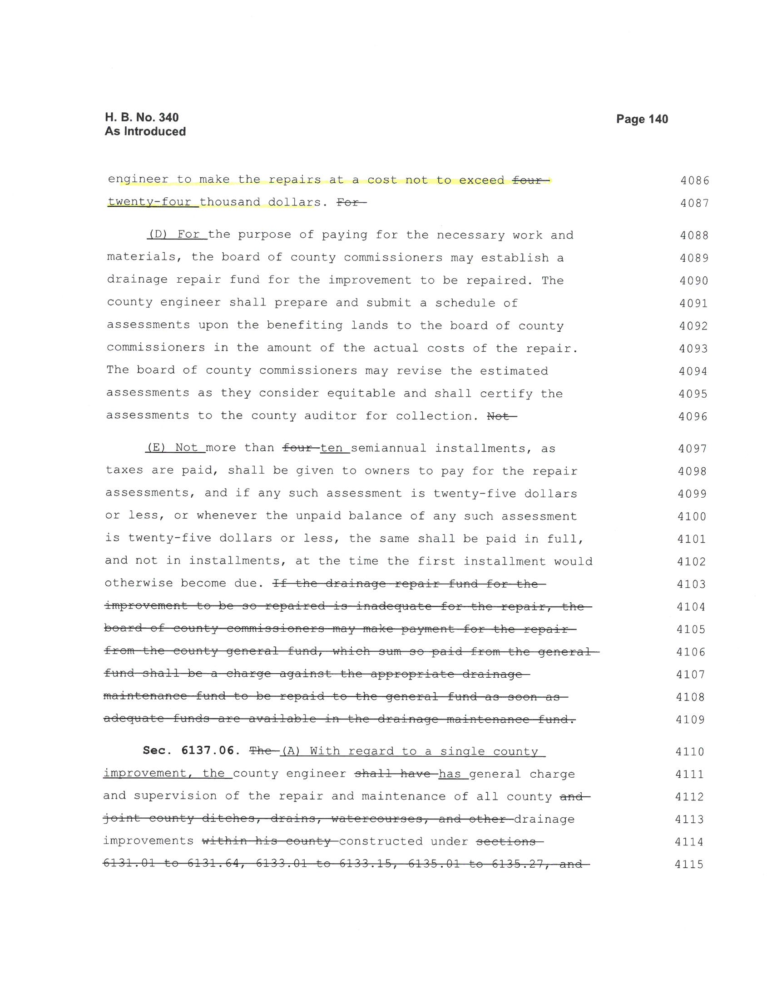 H. B. No. 340
Page 140
As Introduced
engineer to make the repairs at a cost not to exceed four 4086
twenty-four thousand dollars. For 4087
(D) For the purpose of paying for the necessary work and 4088
materials, the board of county commissioners may establish a 4089
drainage repair fund for the improvement to be repaired. The 4090
county engineer shall prepare and submit a schedule of 4091
assessments upon the benefiting lands to the board of county 4092
commissioners in the amount of the actual costs of the repair. 4093
The board of county commissioners may revise the estimated 4094
assessments as they consider equitable and shall certify the 4095
assessments to the county auditor for collection. Not 4096
(E) Not more than four ten semiannual installments, as 4097
taxes are paid, shall be given to owners to pay for the repair 4098
assessments, and if any such assessment is twenty-five dollars 4099
or less, or whenever the unpaid balance of any such assessment 4100
is twenty-five dollars or less, the same shall be paid in full, 4101
and not in installments, at the time the first installment would 4102
otherwise become due. If the drainage repair fund for the 4103
improvement to be so repaired is inadequate for the repair, the 4104
board of county commissioners may make payment for the repair 4105
from the county general fund, which sum so paid from the general 4106
fund shall be a charge against the appropriate drainage 4107
maintenance fund to be repaid to the general fund as soon as 4108
adequate funds are available in the drainage maintenance fund. 4109
Sec. 6137.06. The (A) With regard to a single county 4110
improvement, the county engineer shall have has general charge 4111
and supervision of the repair and maintenance of all county and 4112
joint county ditches, drains, watercourses, and other drainage 4113
improvements within his county constructed under sections 4114
6131.01 to 6131.64, 6133.01 to 6133.15, 6135.01 to 6135.27, and 4115